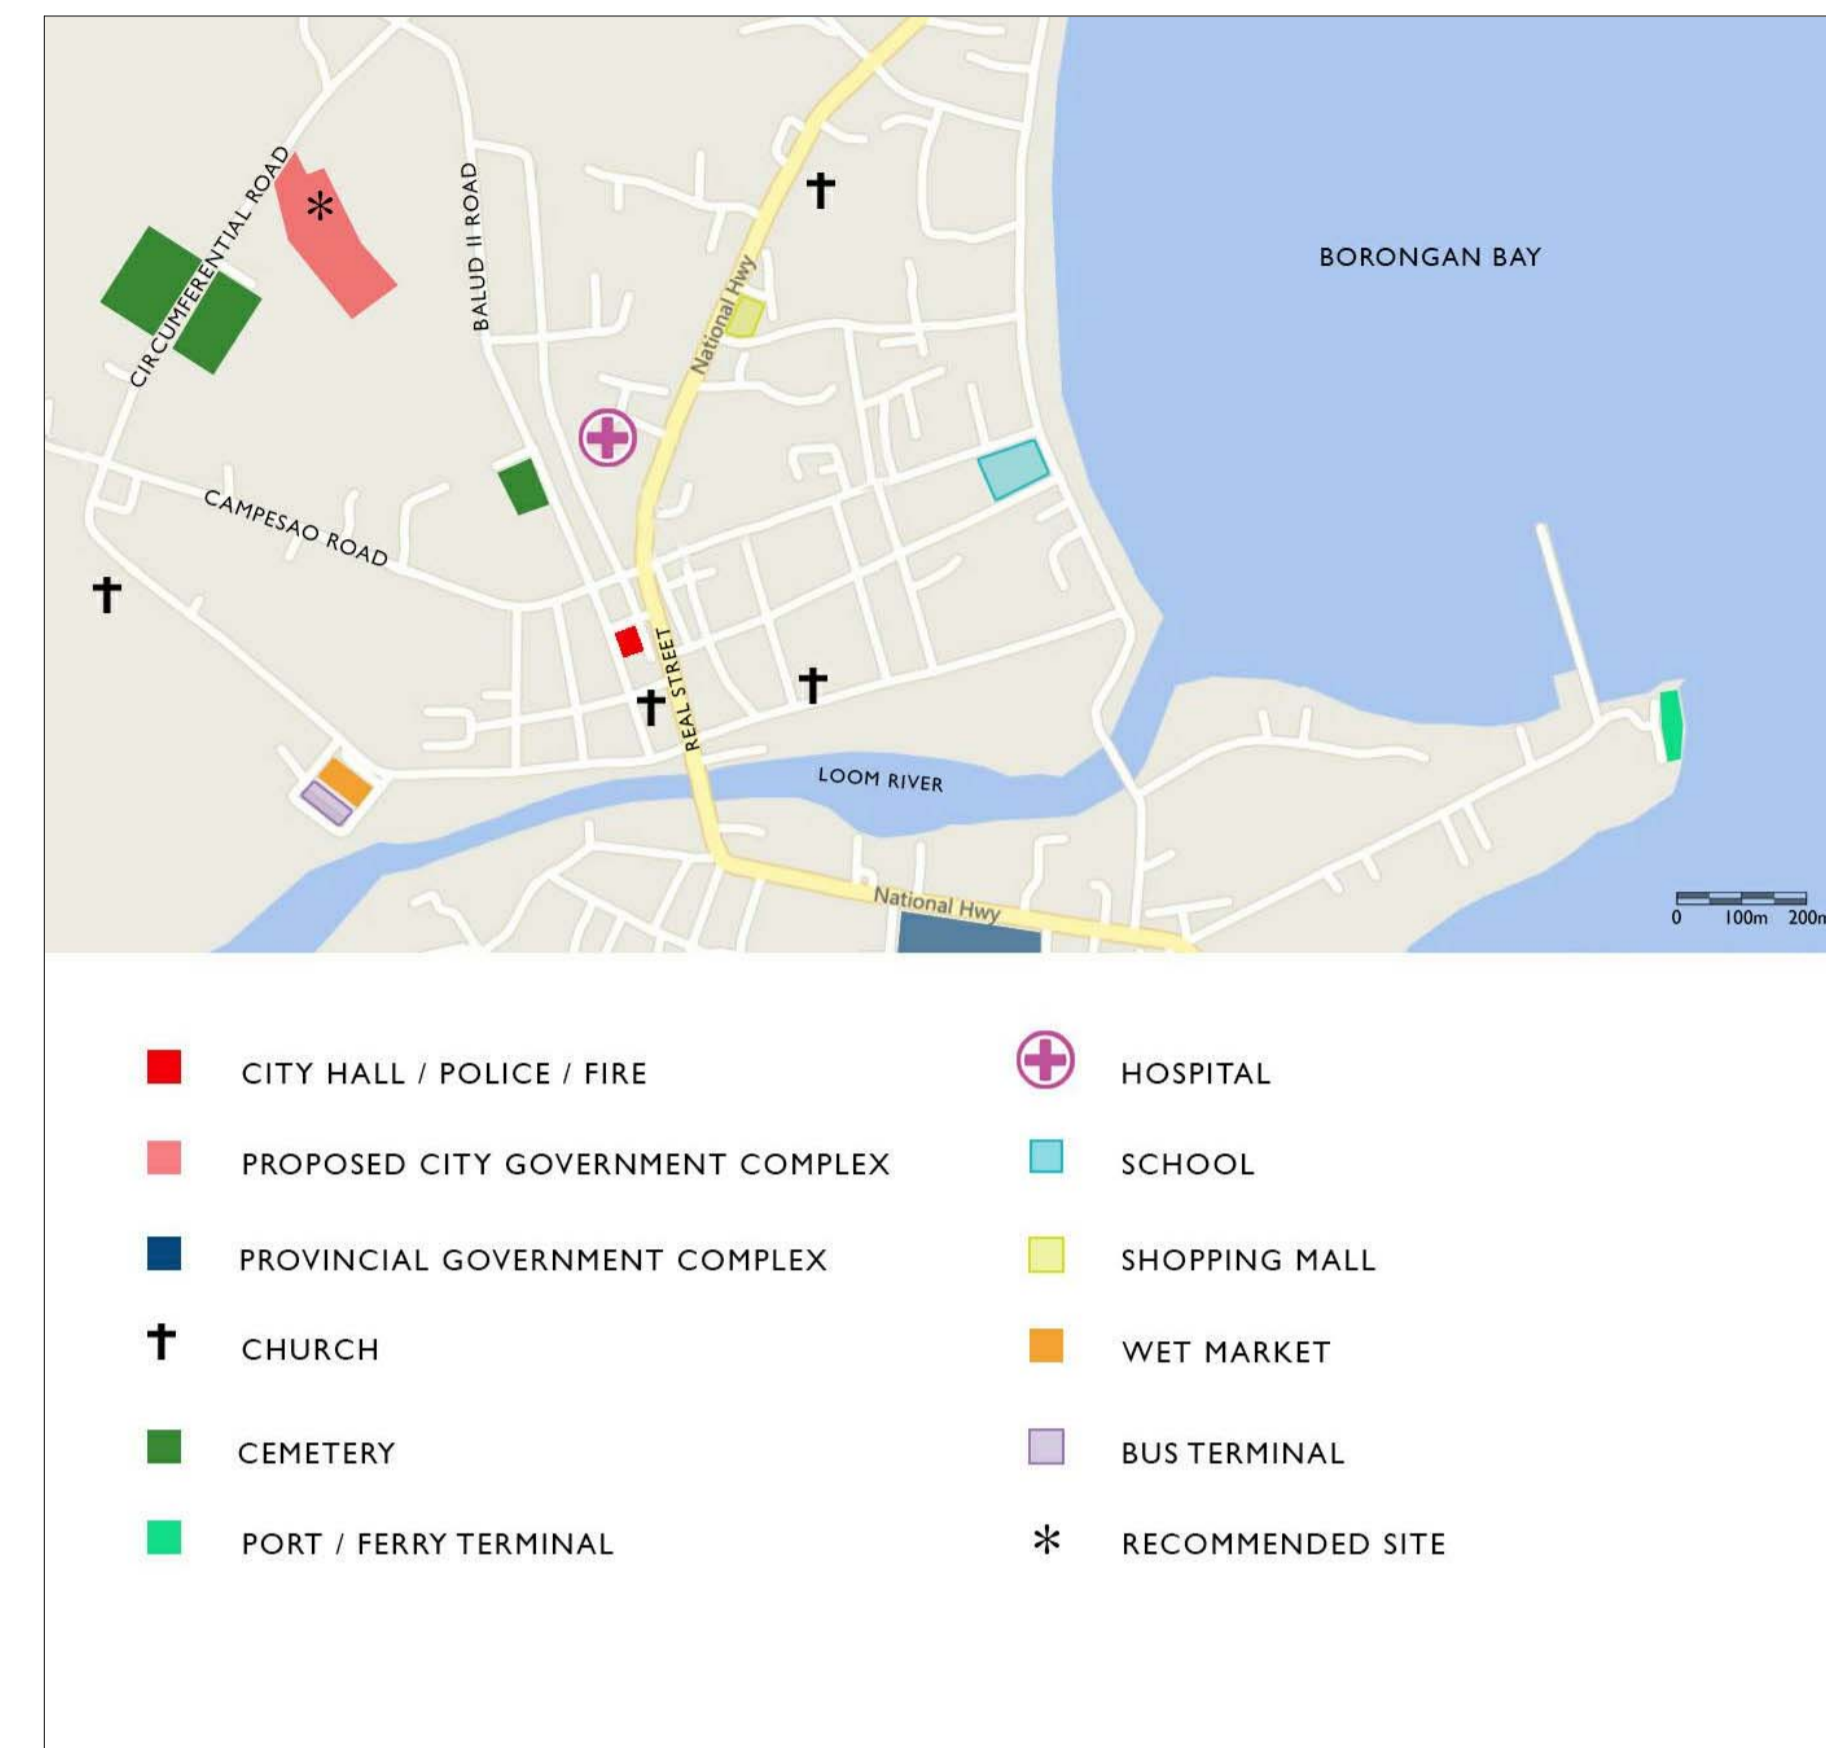 CIRCUMFERENTIAL ROAD
BALUD II ROAD
National Hwy
BORONGAN BAY
CAMPESAO ROAD
REAL STREET
LOOM RIVER
National Hwy
0 100m 200m
CITY HALL / POLICE / FIRE
PROPOSED CITY GOVERNMENT COMPLEX
PROVINCIAL GOVERNMENT COMPLEX
CHURCH
CEMETERY
PORT / FERRY TERMINAL
HOSPITAL
SCHOOL
SHOPPING MALL
WET MARKET
BUS TERMINAL
RECOMMENDED SITE